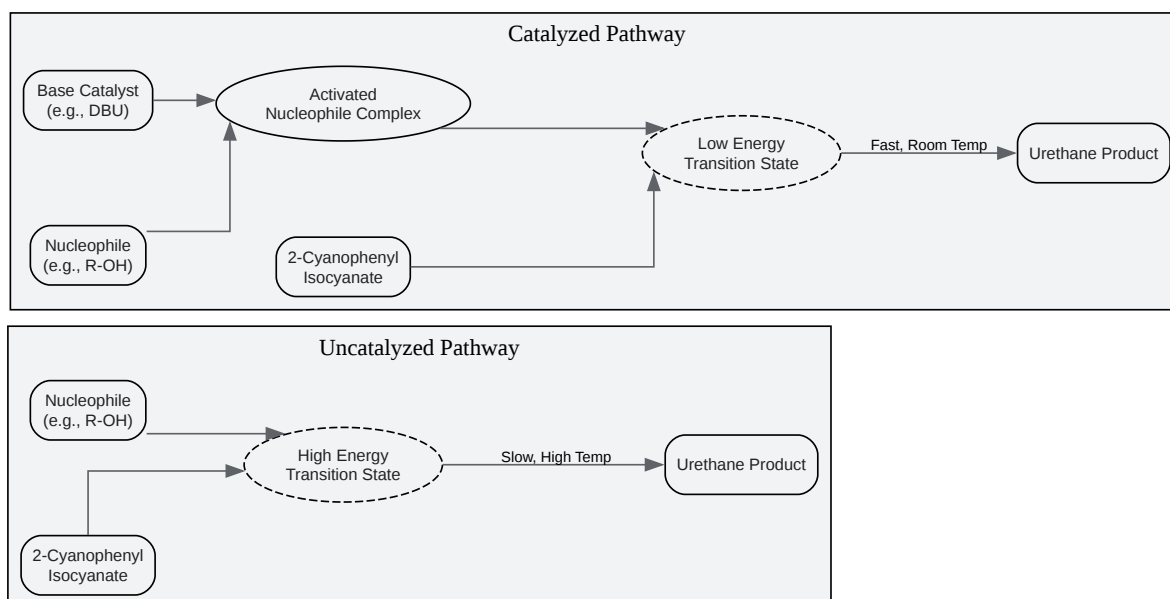 Catalyzed Pathway
Base Catalyst
(e.g., DBU)
Activated
Nucleophile Complex
Low Energy
Transition State
Fast, Room Temp
Urethane Product
Nucleophile
(e.g., R-OH)
2-Cyanophenyl
Isocyanate
Uncatalyzed Pathway
Nucleophile
(e.g., R-OH)
High Energy
Transition State
Slow, High Temp
Urethane Product
2-Cyanophenyl
Isocyanate